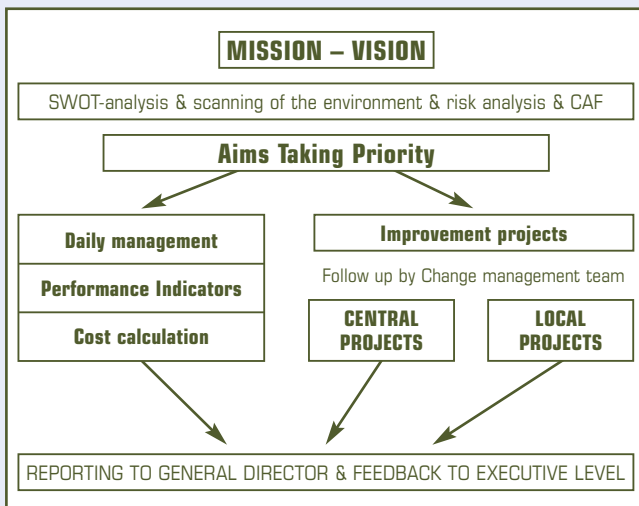 MISSION – VISION
SWOT-analysis & scanning of the environment & risk analysis & CAF
Aims Taking Priority
Daily management
Performance Indicators
Cost calculation
Improvement projects
Follow up by Change management team
CENTRAL
PROJECTS
LOCAL
PROJECTS
REPORTING TO GENERAL DIRECTOR & FEEDBACK TO EXECUTIVE LEVEL